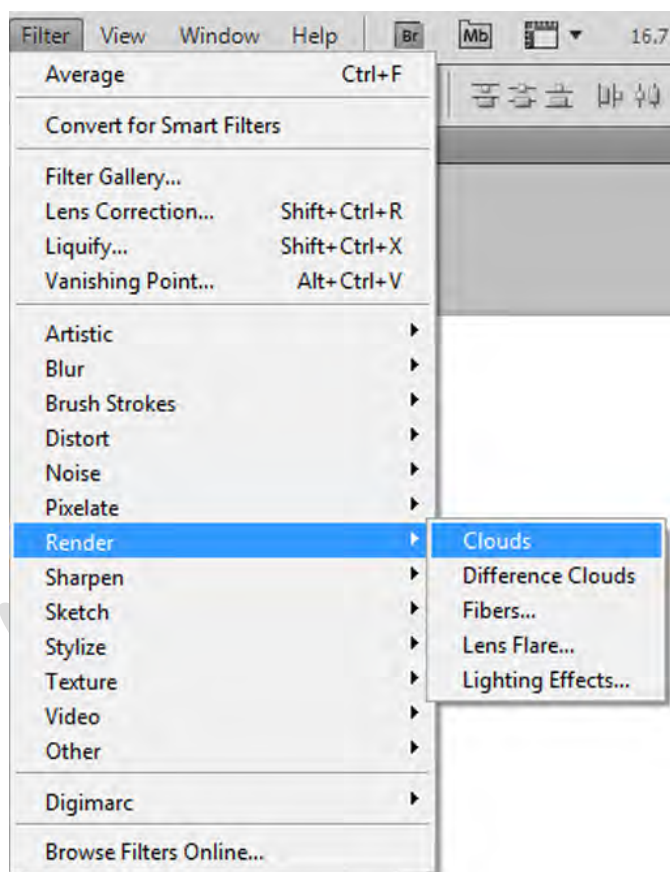 Filter View Window Help Br Mb 16.7
Average Ctrl+F
Convert for Smart Filters
Filter Gallery...
Lens Correction... Shift+Ctrl+R
Liquify... Shift+Ctrl+X
Vanishing Point... Alt+Ctrl+V
Artistic
Blur
Brush Strokes
Distort
Noise
Pixelate
Render
Clouds
Sharpen
Difference Clouds
Sketch
Fibers...
Stylize
Lens Flare...
Texture
Lighting Effects...
Video
Other
Digimarc
Browse Filters Online...